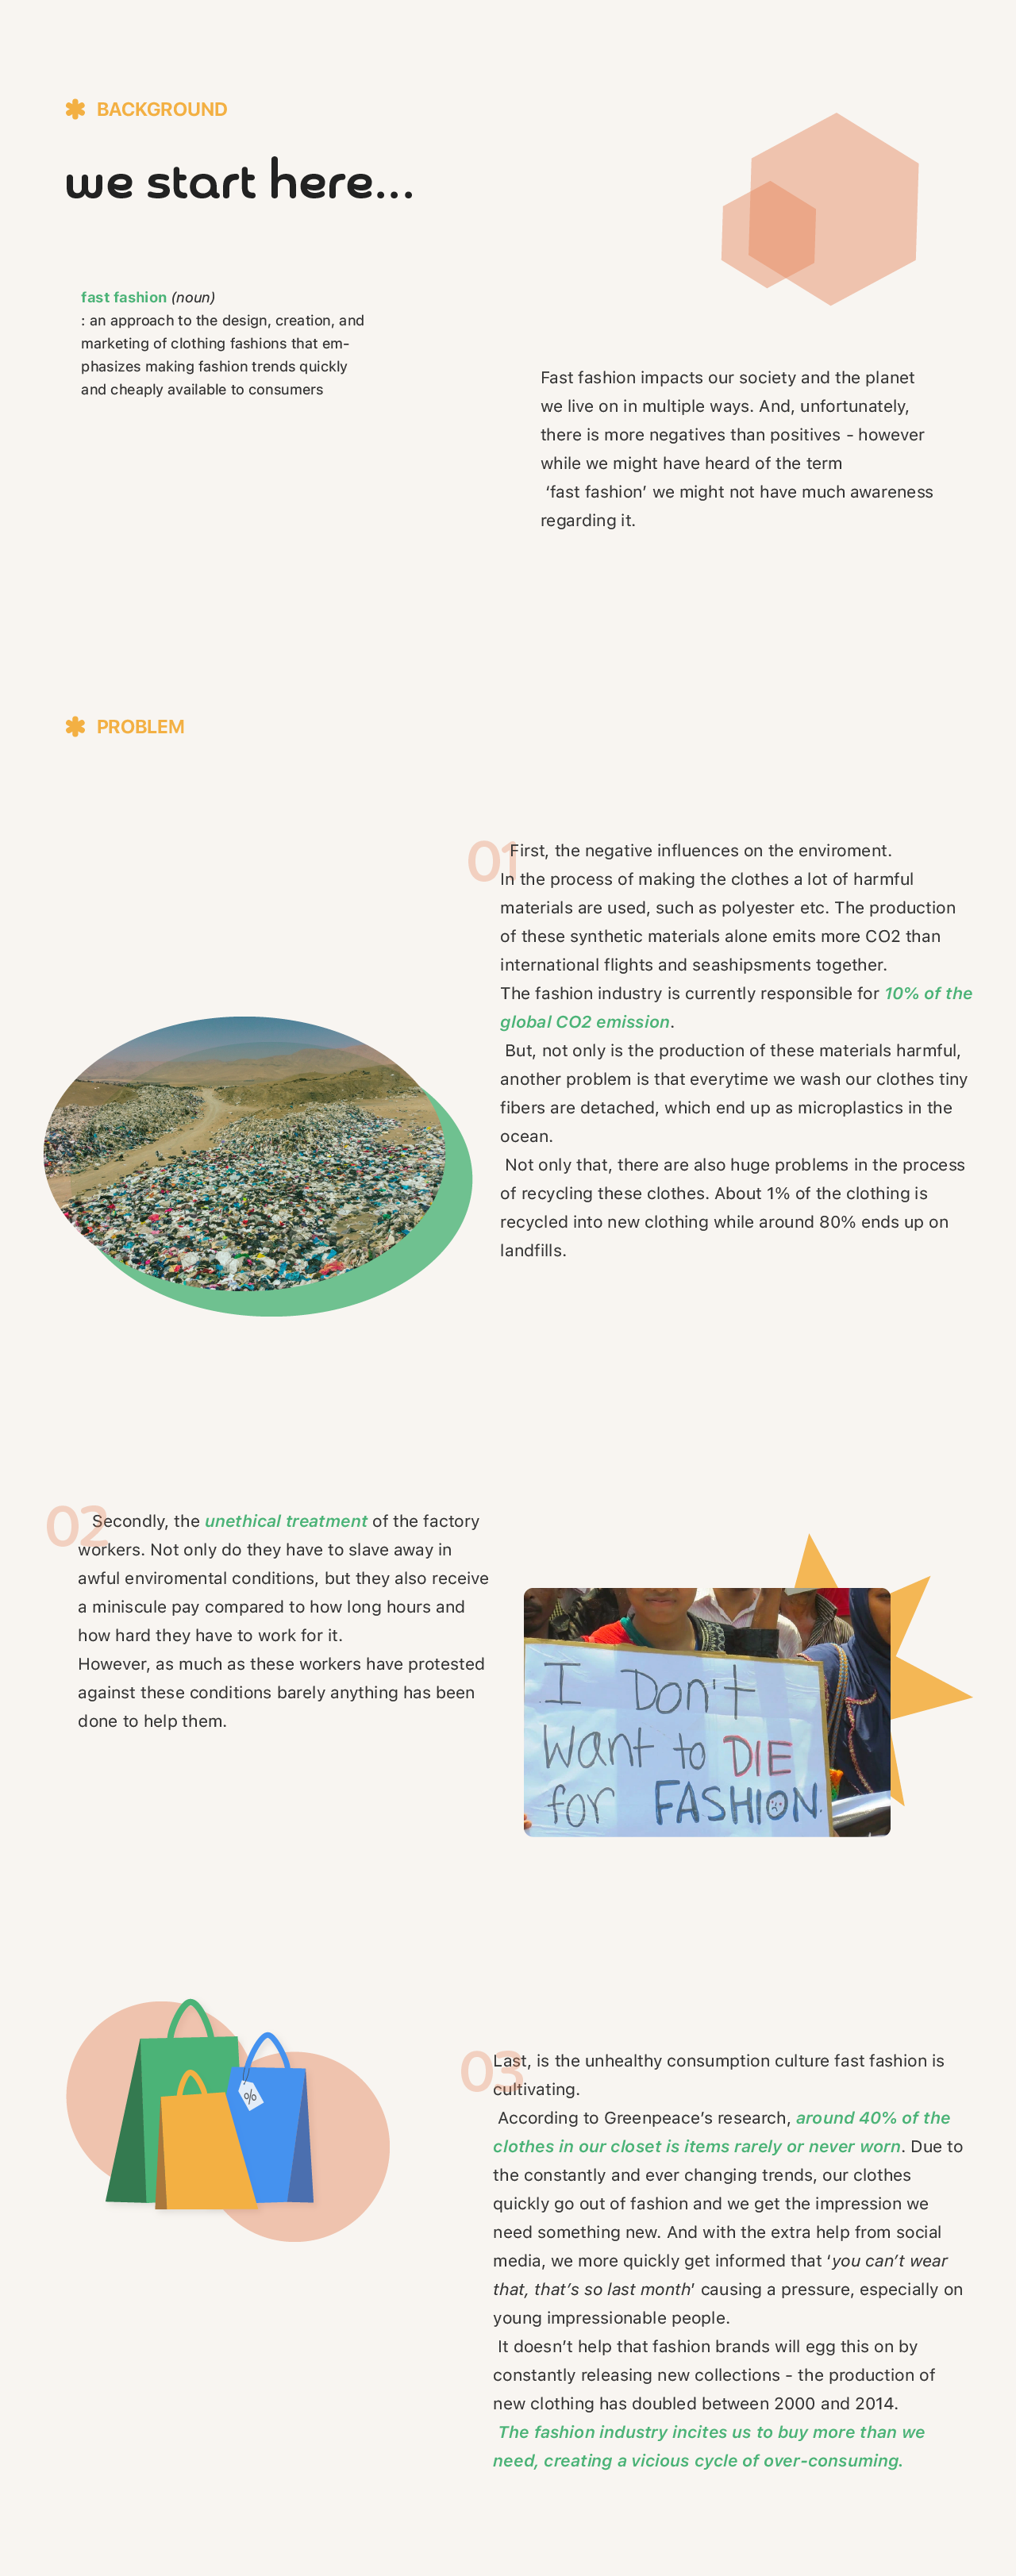 BACKGROUND
we start here...
fast fashion (noun)
: an approach to the design, creation, and
marketing of clothing fashions that em-
phasizes making fashion trends quickly
and cheaply available to consumers
Fast fashion impacts our society and the planet
we live on in multiple ways. And, unfortunately,
there is more negatives than positives - however
while we might have heard of the term
‘fast fashion’ we might not have much awareness
regarding it.
PROBLEM
01
First, the negative influences on the enviroment.
In the process of making the clothes a lot of harmful
materials are used, such as polyester etc. The production
of these synthetic materials alone emits more CO2 than
international flights and seashipsments together.
The fashion industry is currently responsible for 10% of the
global CO2 emission.
But, not only is the production of these materials harmful,
another problem is that everytime we wash our clothes tiny
fibers are detached, which end up as microplastics in the
ocean.
Not only that, there are also huge problems in the process
of recycling these clothes. About 1% of the clothing is
recycled into new clothing while around 80% ends up on
landfills.
02
Secondly, the unethical treatment of the factory
workers. Not only do they have to slave away in
awful enviromental conditions, but they also receive
a miniscule pay compared to how long hours and
how hard they have to work for it.
However, as much as these workers have protested
against these conditions barely anything has been
done to help them.
I Don't
Want to DIE
for FASHION.
%
03
Last, is the unhealthy consumption culture fast fashion is
cultivating.
According to Greenpeace’s research, around 40% of the
clothes in our closet is items rarely or never worn. Due to
the constantly and ever changing trends, our clothes
quickly go out of fashion and we get the impression we
need something new. And with the extra help from social
media, we more quickly get informed that ‘you can’t wear
that, that’s so last month’ causing a pressure, especially on
young impressionable people.
It doesn’t help that fashion brands will egg this on by
constantly releasing new collections - the production of
new clothing has doubled between 2000 and 2014.
The fashion industry incites us to buy more than we
need, creating a vicious cycle of over-consuming.